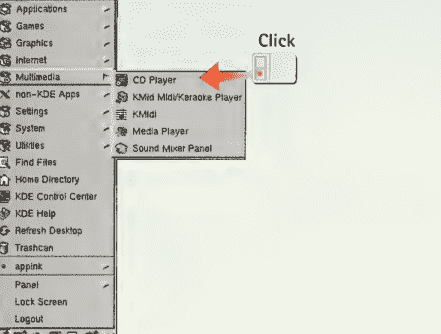 Applications
Games
Graphics
Internet
Multimedia
non-KDE Apps
Settings
System
Utilities
Find Files
Home Directory
KDE Control Center
KDE Help
Refresh Desktop
Trashcan
appink
Panel
Lock Screen
Logout
CD Player
KMid Midi/Karaoke Player
KMidi
Media Player
Sound Mixer Panel
Click